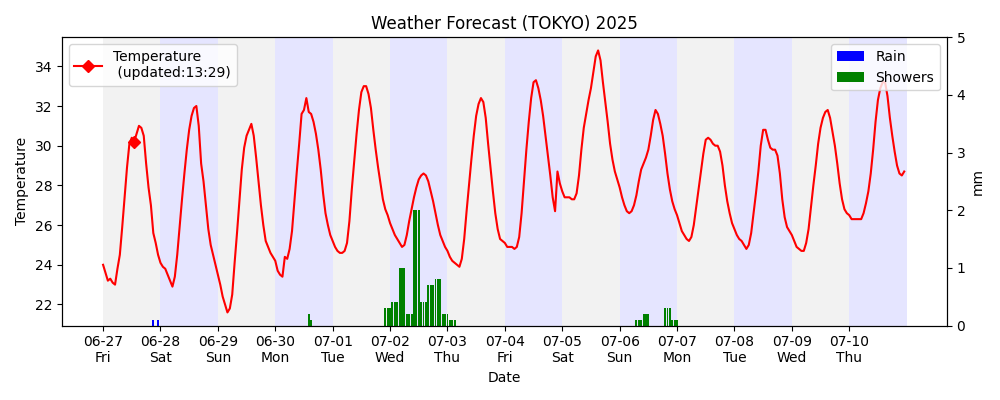 Weather Forecast (TOKYO) 2025
Temperature
(updated:13:29)
Rain
Showers
Temperature
34
32
30
28
26
24
22
5
4
3
2
1
0
mm
06-27 06-28 06-29 06-30 07-01 07-02 07-03 07-04 07-05 07-06 07-07 07-08 07-09 07-10
Fri Sat Sun Mon Tue Wed Thu Fri Sat Sun Mon Tue Wed Thu
Date